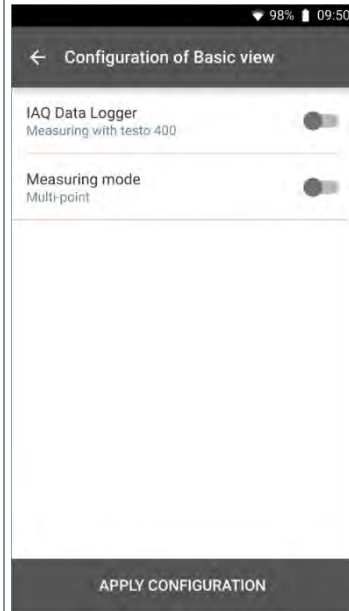 98% 09:50
Configuration of Basic view
IAQ Data Logger
Measuring with testo 400
Measuring mode
Multi-point
APPLY CONFIGURATION